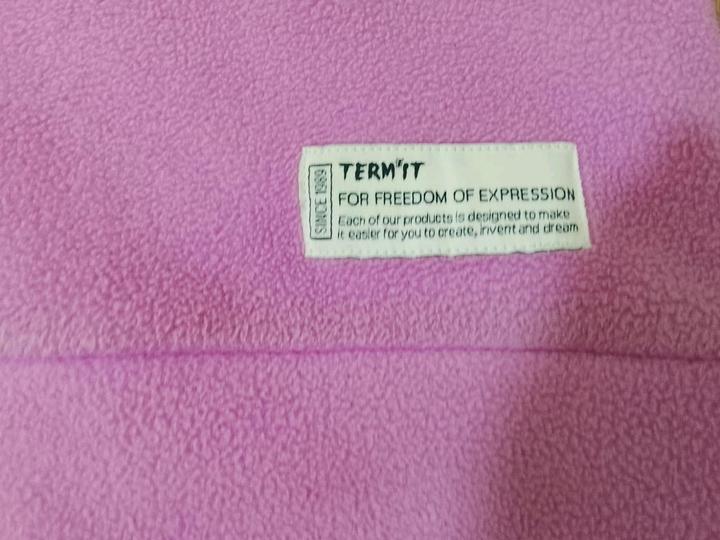 SINCE 1989
TERM'IT
FOR FREEDOM OF EXPRESSION
Each of our products is designed to make
it easier for you to create, invent and dream